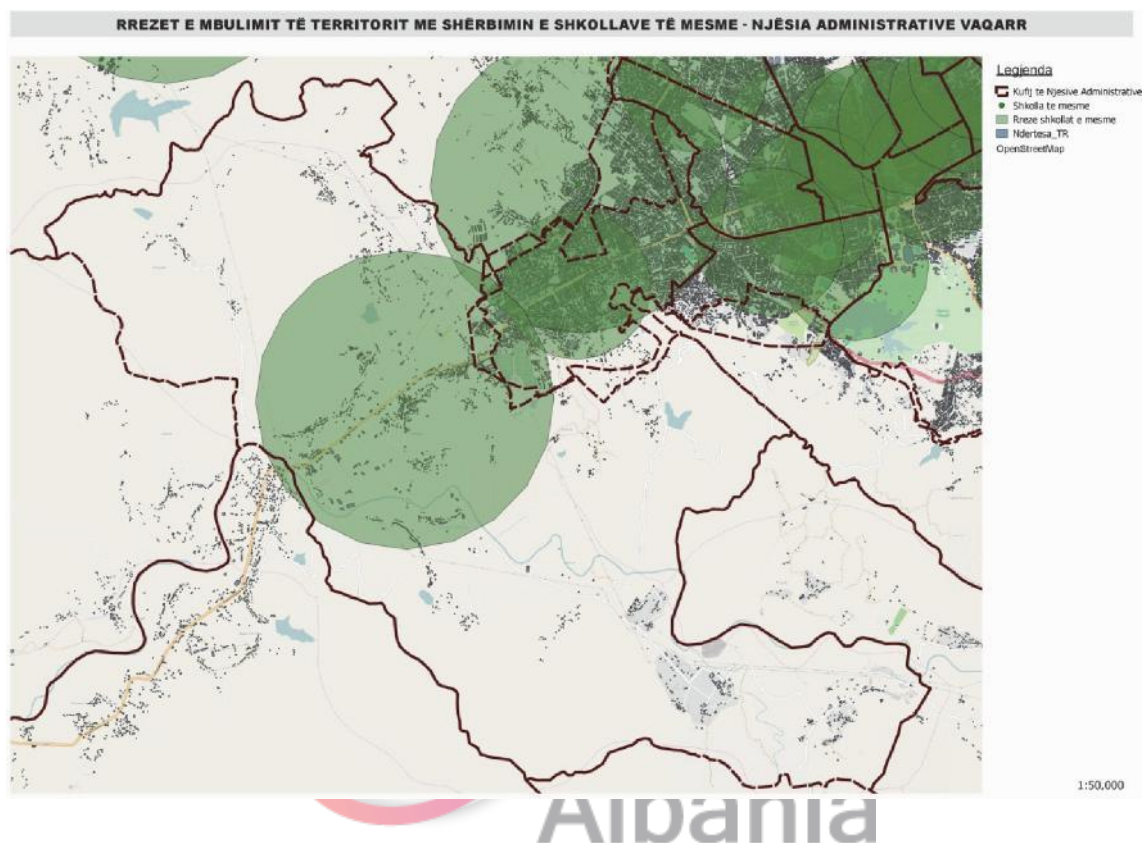 RREZET E MBULIMIT TË TERRITORIT ME SHËRBIMIN E SHKOLLAVE TË MESME - NJËSIA ADMINISTRATIVE VAQARR
Legjenda
Kufij te Njesive Administrative
Shkolla te mesme
Rreze shkollat e mesme
Ndertesa_TR
OpenStreetMap
1:50,000
Albania